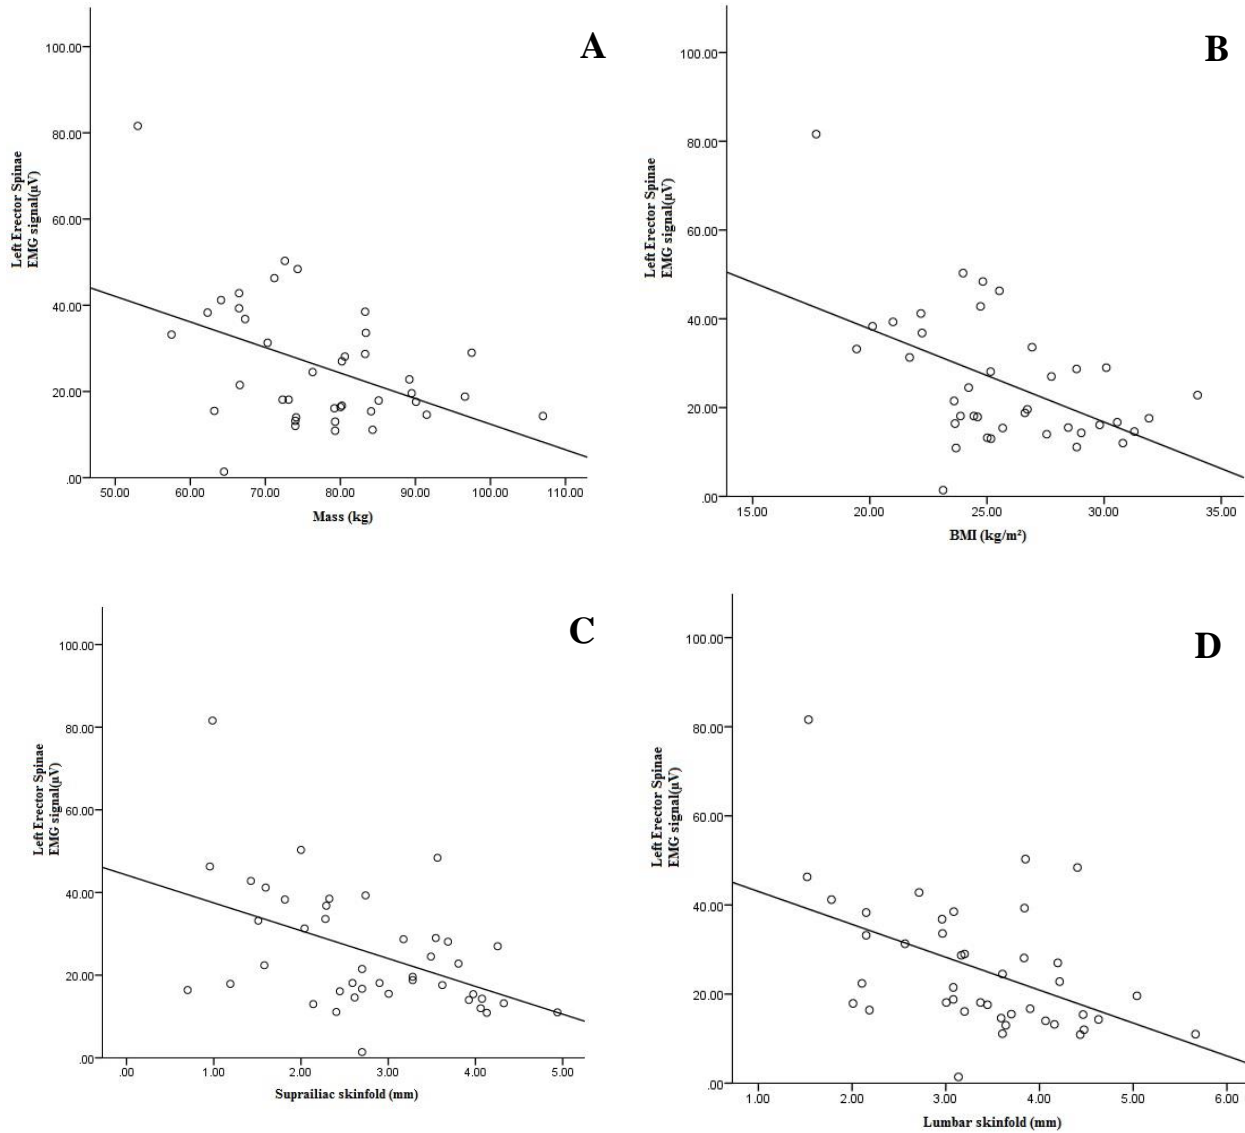 A
Left Erector Spinae
EMG signal(µV)
100.00
80.00
60.00
40.00
20.00
.00
50.00 60.00 70.00 80.00 90.00 100.00 110.00
Mass (kg)
B
Left Erector Spinae
EMG signal(µV)
100.00
80.00
60.00
40.00
20.00
.00
15.00 20.00 25.00 30.00 35.00
BMI (kg/m²)
C
Left Erector Spinae
EMG signal(µV)
100.00
80.00
60.00
40.00
20.00
.00
.00 1.00 2.00 3.00 4.00 5.00
Suprailiac skinfold (mm)
D
Left Erector Spinae
EMG signal(µV)
100.00
80.00
60.00
40.00
20.00
.00
1.00 2.00 3.00 4.00 5.00 6.00
Lumbar skinfold (mm)